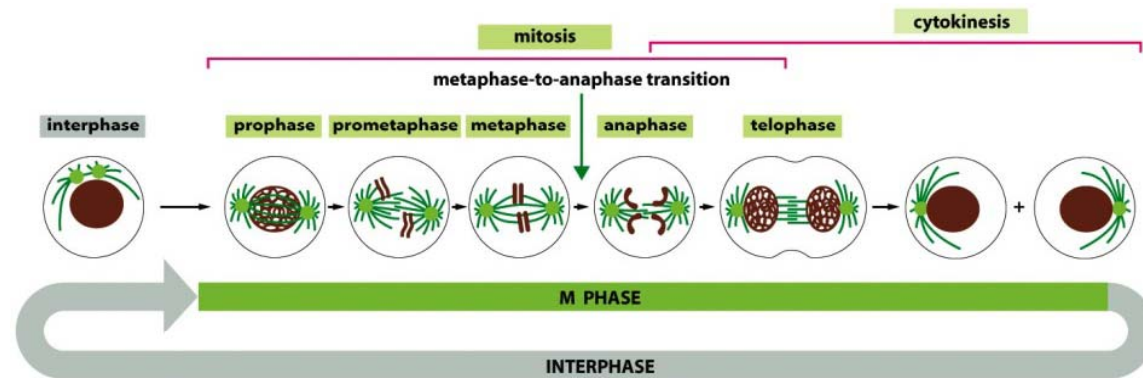 mitosis
cytokinesis
metaphase-to-anaphase transition
interphase
prophase
prometaphase
metaphase
anaphase
telophase
+
M PHASE
INTERPHASE